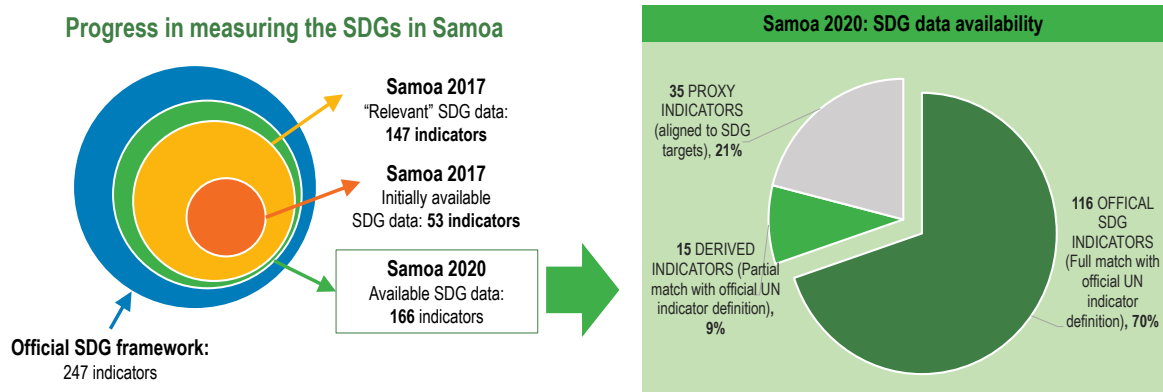 Progress in measuring the SDGs in Samoa
Samoa 2017
“Relevant” SDG data:
147 indicators
Samoa 2017
Initially available
SDG data: 53 indicators
Samoa 2020
Available SDG data:
166 indicators
Official SDG framework:
247 indicators
Samoa 2020: SDG data availability
35 PROXY
INDICATORS
(aligned to SDG
targets), 21%
15 DERIVED
INDICATORS (Partial
match with official UN
indicator definition),
9%
116 OFFICAL
SDG
INDICATORS
(Full match with
official UN
indicator
definition), 70%